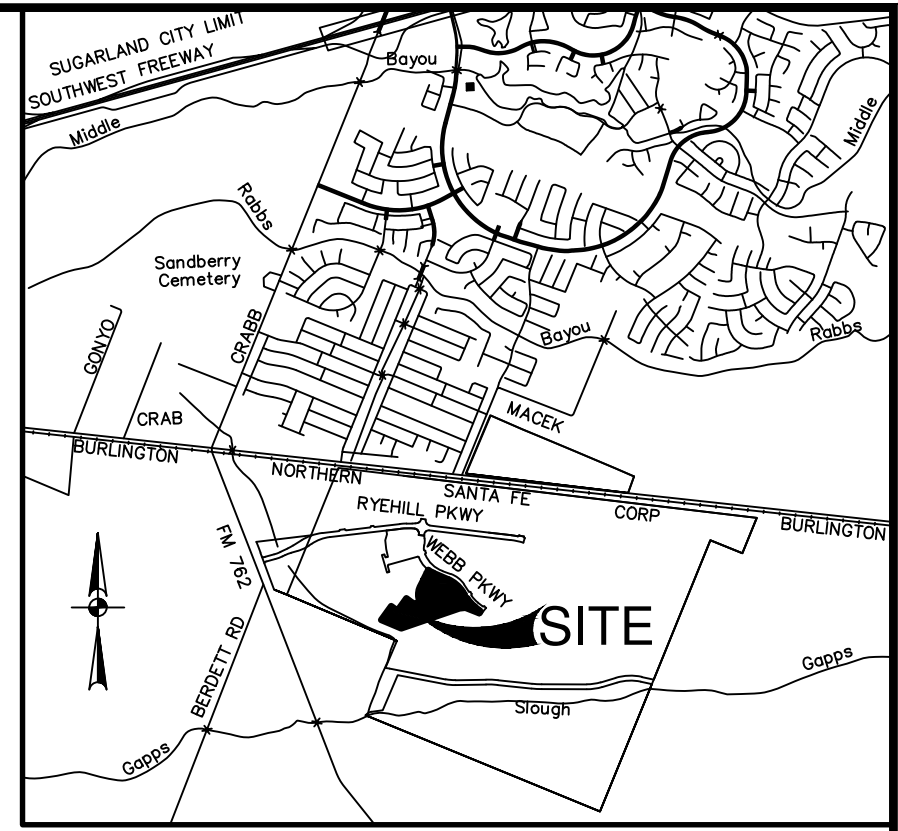 SUGARLAND CITY LIMIT
SOUTHWEST FREEWAY
Bayou
Middle
Middle
Rabbs
Sandberry
Cemetery
GONYO
CRABB
Bayou
Rabbs
CRAB
MACEK
BURLINGTON
NORTHERN
SANTA FE
CORP
BURLINGTON
RYEHILL PKWY
FM 762
WEBB PKWY
SITE
BERDETT RD
Gapps
Slough
Gapps